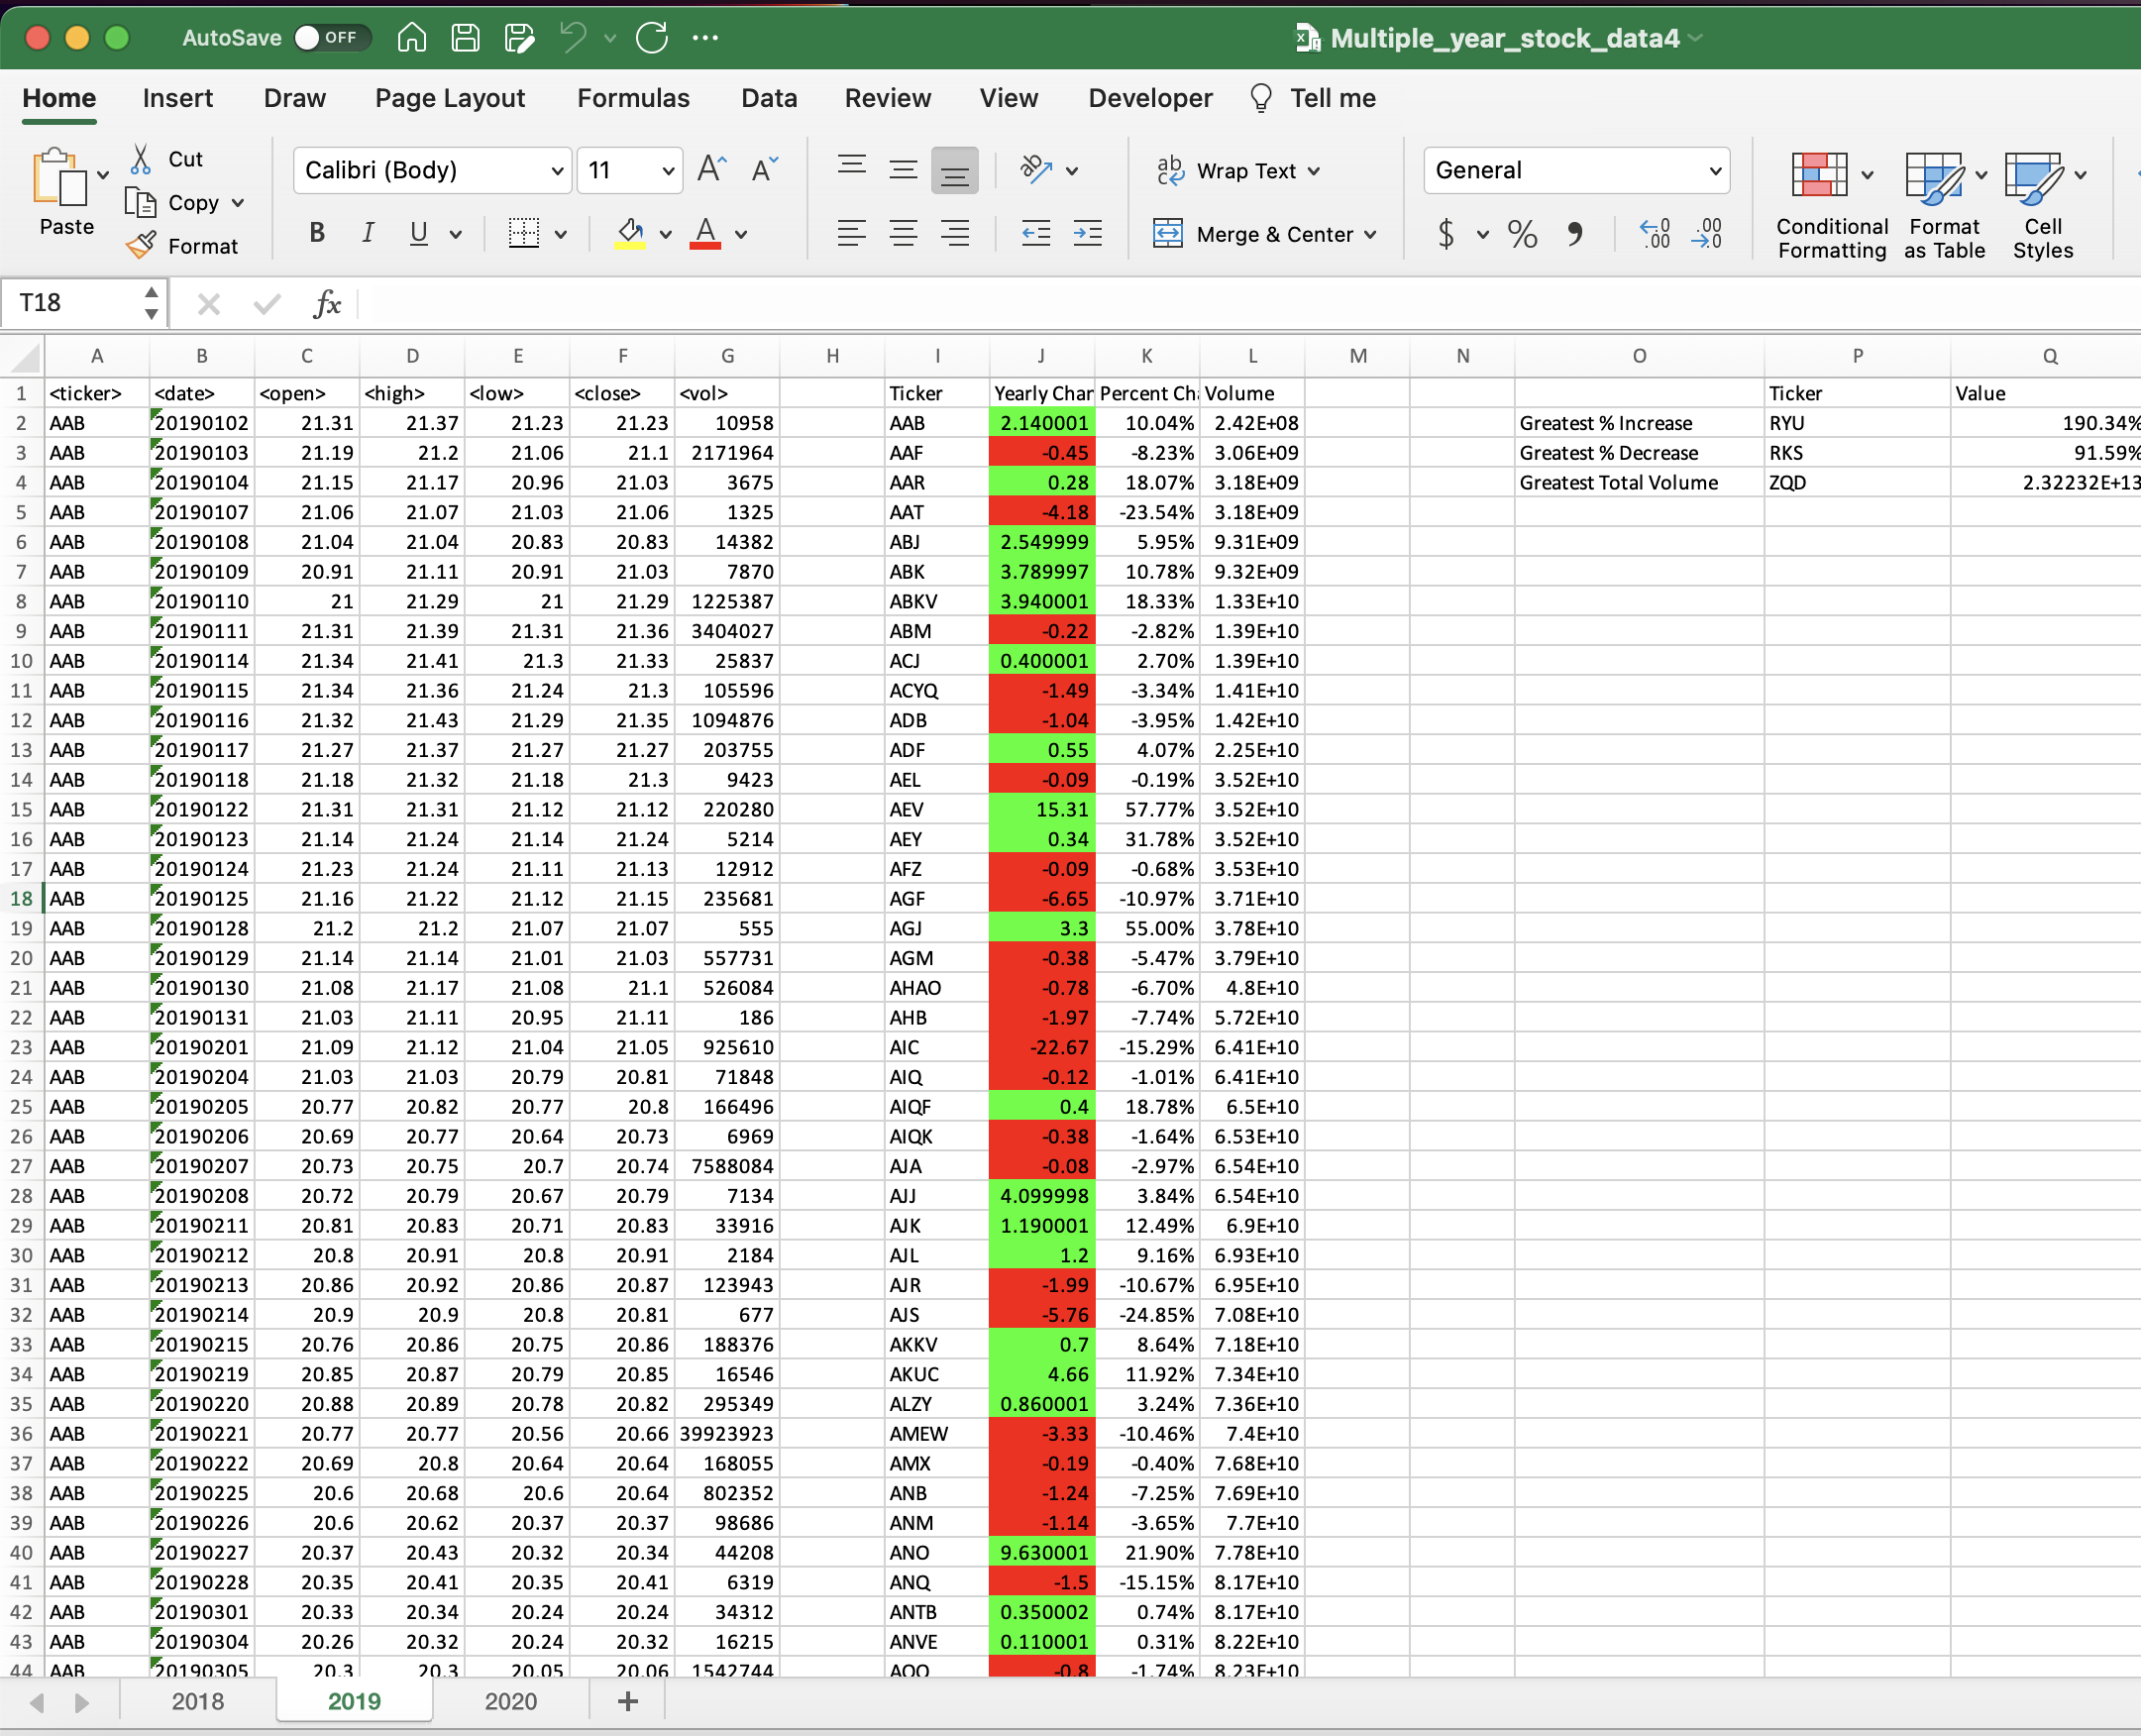 AutoSave OFF Multiple_year_stock_data4
Home Insert Draw Page Layout Formulas Data Review View Developer Tell me
Paste Cut Copy Format
Calibri (Body) 11
B I U
Wrap Text
Merge & Center
General
$ %
Conditional Formatting
Format as Table
Cell Styles
T18 fx
A B C D E F G H I J K L M N O P Q
1 <ticker> <date> <open> <high> <low> <close> <vol> Ticker Yearly Char Percent Ch Volume Ticker Value
2 AAB 20190102 21.31 21.37 21.23 21.23 10958 AAB 2.140001 10.04% 2.42E+08 Greatest % Increase RYU 190.34%
3 AAB 20190103 21.19 21.2 21.06 21.1 2171964 AAF -0.45 -8.23% 3.06E+09 Greatest % Decrease RKS 91.59%
4 AAB 20190104 21.15 21.17 20.96 21.03 3675 AAR 0.28 18.07% 3.18E+09 Greatest Total Volume ZQD 2.32232E+13
5 AAB 20190107 21.06 21.07 21.03 21.06 1325 AAT -4.18 -23.54% 3.18E+09
6 AAB 20190108 21.04 21.04 20.83 20.83 14382 ABJ 2.549999 5.95% 9.31E+09
7 AAB 20190109 20.91 21.11 20.91 21.03 7870 ABK 3.789997 10.78% 9.32E+09
8 AAB 20190110 21 21.29 21 21.29 1225387 ABKV 3.940001 18.33% 1.33E+10
9 AAB 20190111 21.31 21.39 21.31 21.36 3404027 ABM -0.22 -2.82% 1.39E+10
10 AAB 20190114 21.34 21.41 21.3 21.33 25837 ACJ 0.400001 2.70% 1.39E+10
11 AAB 20190115 21.34 21.36 21.24 21.3 105596 ACYQ -1.49 -3.34% 1.41E+10
12 AAB 20190116 21.32 21.43 21.29 21.35 1094876 ADB -1.04 -3.95% 1.42E+10
13 AAB 20190117 21.27 21.37 21.27 21.27 203755 ADF 0.55 4.07% 2.25E+10
14 AAB 20190118 21.18 21.32 21.18 21.3 9423 AEL -0.09 -0.19% 3.52E+10
15 AAB 20190122 21.31 21.31 21.12 21.12 220280 AEV 15.31 57.77% 3.52E+10
16 AAB 20190123 21.14 21.24 21.14 21.24 5214 AEY 0.34 31.78% 3.52E+10
17 AAB 20190124 21.23 21.24 21.11 21.13 12912 AFZ -0.09 -0.68% 3.53E+10
18 AAB 20190125 21.16 21.22 21.12 21.15 235681 AGF -6.65 -10.97% 3.71E+10
19 AAB 20190128 21.2 21.2 21.07 21.07 555 AGJ 3.3 55.00% 3.78E+10
20 AAB 20190129 21.14 21.14 21.01 21.03 557731 AGM -0.38 -5.47% 3.79E+10
21 AAB 20190130 21.08 21.17 21.08 21.1 526084 AHAO -0.78 -6.70% 4.8E+10
22 AAB 20190131 21.03 21.11 20.95 21.11 186 AHB -1.97 -7.74% 5.72E+10
23 AAB 20190201 21.09 21.12 21.04 21.05 925610 AIC -22.67 -15.29% 6.41E+10
24 AAB 20190204 21.03 21.03 20.79 20.81 71848 AIQ -0.12 -1.01% 6.41E+10
25 AAB 20190205 20.77 20.82 20.77 20.8 166496 AIQF 0.4 18.78% 6.5E+10
26 AAB 20190206 20.69 20.77 20.64 20.73 6969 AIQK -0.38 -1.64% 6.53E+10
27 AAB 20190207 20.73 20.75 20.7 20.74 7588084 AJA -0.08 -2.97% 6.54E+10
28 AAB 20190208 20.72 20.79 20.67 20.79 7134 AJJ 4.099998 3.84% 6.54E+10
29 AAB 20190211 20.81 20.83 20.71 20.83 33916 AJK 1.190001 12.49% 6.9E+10
30 AAB 20190212 20.8 20.91 20.8 20.91 2184 AJL 1.2 9.16% 6.93E+10
31 AAB 20190213 20.86 20.92 20.86 20.87 123943 AJR -1.99 -10.67% 6.95E+10
32 AAB 20190214 20.9 20.9 20.8 20.81 677 AJS -5.76 -24.85% 7.08E+10
33 AAB 20190215 20.76 20.86 20.75 20.86 188376 AKKV 0.7 8.64% 7.18E+10
34 AAB 20190219 20.85 20.87 20.79 20.85 16546 AKUC 4.66 11.92% 7.34E+10
35 AAB 20190220 20.88 20.89 20.78 20.82 295349 ALZY 0.860001 3.24% 7.36E+10
36 AAB 20190221 20.77 20.77 20.56 20.66 39923923 AMEW -3.33 -10.46% 7.4E+10
37 AAB 20190222 20.69 20.8 20.64 20.64 168055 AMX -0.19 -0.40% 7.68E+10
38 AAB 20190225 20.6 20.68 20.6 20.64 802352 ANB -1.24 -7.25% 7.69E+10
39 AAB 20190226 20.6 20.62 20.37 20.37 98686 ANM -1.14 -3.65% 7.7E+10
40 AAB 20190227 20.37 20.43 20.32 20.34 44208 ANO 9.630001 21.90% 7.78E+10
41 AAB 20190228 20.35 20.41 20.35 20.41 6319 ANQ -1.5 -15.15% 8.17E+10
42 AAB 20190301 20.33 20.34 20.24 20.24 34312 ANTB 0.350002 0.74% 8.17E+10
43 AAB 20190304 20.26 20.32 20.24 20.32 16215 ANVE 0.110001 0.31% 8.22E+10
44 AAB 20190305 20.3 20.3 20.05 20.06 1542744 -0.8 -1.74% 8.23E+10
2018 2019 2020 +